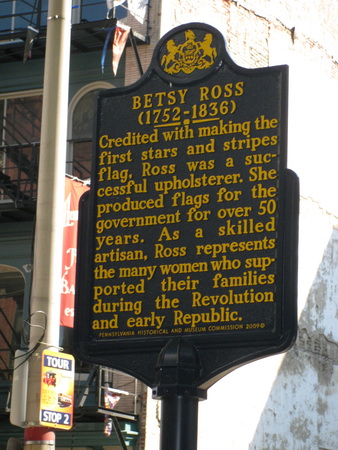 BETSY ROSS
(1752-1836)
Credited with making the
first stars and stripes
flag, Ross was a suc-
cessful upholsterer. She
produced flags for the
government for over 50
years. As a skilled
artisan, Ross represents
the many women who sup-
ported their families
during the Revolution
and early Republic.
PENNSYLVANIA HISTORICAL AND MUSEUM COMMISSION 2009©
TOUR
STOP 2